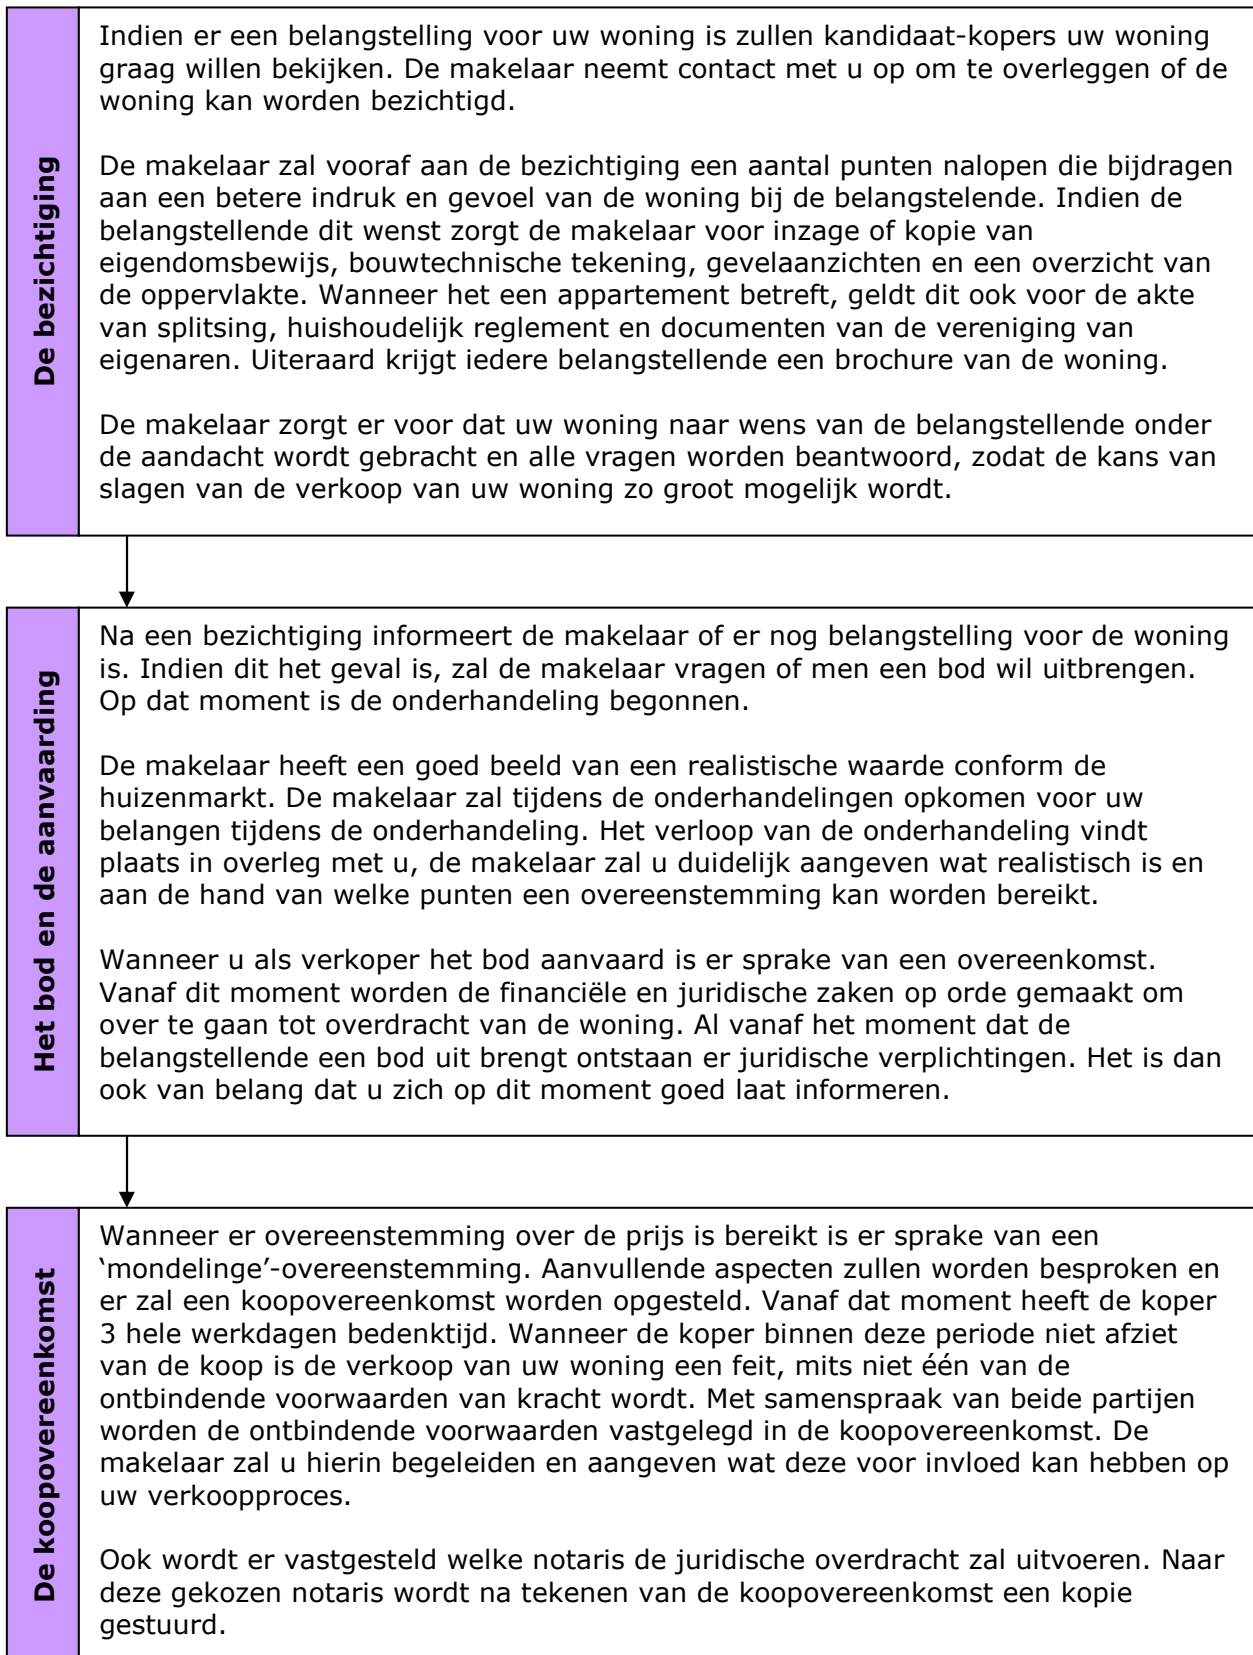 De bezichtiging
Indien er een belangstelling voor uw woning is zullen kandidaat-kopers uw woning
graag willen bekijken. De makelaar neemt contact met u op om te overleggen of de
woning kan worden bezichtigd.
De makelaar zal vooraf aan de bezichtiging een aantal punten nalopen die bijdragen
aan een betere indruk en gevoel van de woning bij de belangstelende. Indien de
belangstellende dit wenst zorgt de makelaar voor inzage of kopie van
eigendomsbewijs, bouwtechnische tekening, gevelaanzichten en een overzicht van
de oppervlakte. Wanneer het een appartement betreft, geldt dit ook voor de akte
van splitsing, huishoudelijk reglement en documenten van de vereniging van
eigenaren. Uiteraard krijgt iedere belangstellende een brochure van de woning.
De makelaar zorgt er voor dat uw woning naar wens van de belangstellende onder
de aandacht wordt gebracht en alle vragen worden beantwoord, zodat de kans van
slagen van de verkoop van uw woning zo groot mogelijk wordt.
Het bod en de aanvaarding
Na een bezichtiging informeert de makelaar of er nog belangstelling voor de woning
is. Indien dit het geval is, zal de makelaar vragen of men een bod wil uitbrengen.
Op dat moment is de onderhandeling begonnen.
De makelaar heeft een goed beeld van een realistische waarde conform de
huizenmarkt. De makelaar zal tijdens de onderhandelingen opkomen voor uw
belangen tijdens de onderhandeling. Het verloop van de onderhandeling vindt
plaats in overleg met u, de makelaar zal u duidelijk aangeven wat realistisch is en
aan de hand van welke punten een overeenstemming kan worden bereikt.
Wanneer u als verkoper het bod aanvaard is er sprake van een overeenkomst.
Vanaf dit moment worden de financiële en juridische zaken op orde gemaakt om
over te gaan tot overdracht van de woning. Al vanaf het moment dat de
belangstellende een bod uit brengt ontstaan er juridische verplichtingen. Het is dan
ook van belang dat u zich op dit moment goed laat informeren.
De koopovereenkomst
Wanneer er overeenstemming over de prijs is bereikt is er sprake van een
‘mondelinge’-overeenstemming. Aanvullende aspecten zullen worden besproken en
er zal een koopovereenkomst worden opgesteld. Vanaf dat moment heeft de koper
3 hele werkdagen bedenktijd. Wanneer de koper binnen deze periode niet afziet
van de koop is de verkoop van uw woning een feit, mits niet één van de
ontbindende voorwaarden van kracht wordt. Met samenspraak van beide partijen
worden de ontbindende voorwaarden vastgelegd in de koopovereenkomst. De
makelaar zal u hierin begeleiden en aangeven wat deze voor invloed kan hebben op
uw verkoopproces.
Ook wordt er vastgesteld welke notaris de juridische overdracht zal uitvoeren. Naar
deze gekozen notaris wordt na tekenen van de koopovereenkomst een kopie
gestuurd.